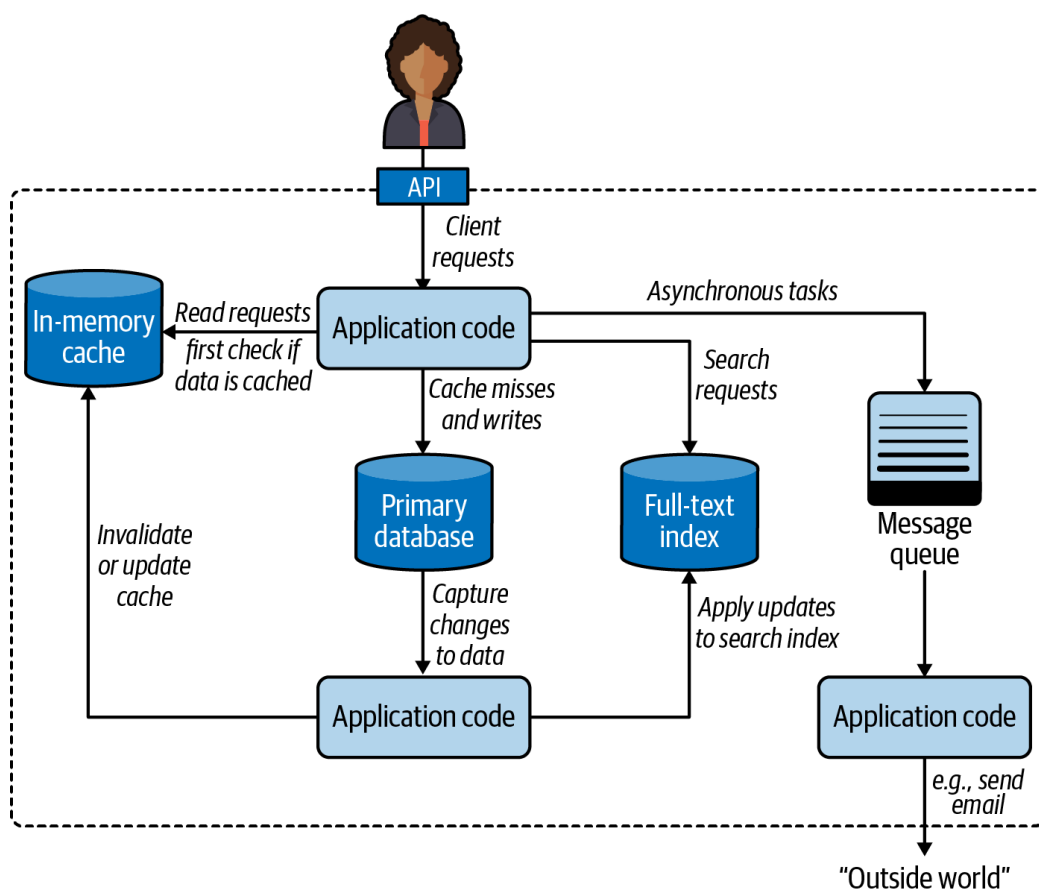 API
Client
requests
In-memory
cache
Read requests
first check if
data is cached
Application code
Asynchronous tasks
Cache misses
and writes
Search
requests
Primary
database
Full-text
index
Message
queue
Invalidate
or update
cache
Capture
changes
to data
Apply updates
to search index
Application code
Application code
e.g., send
email
“Outside world”